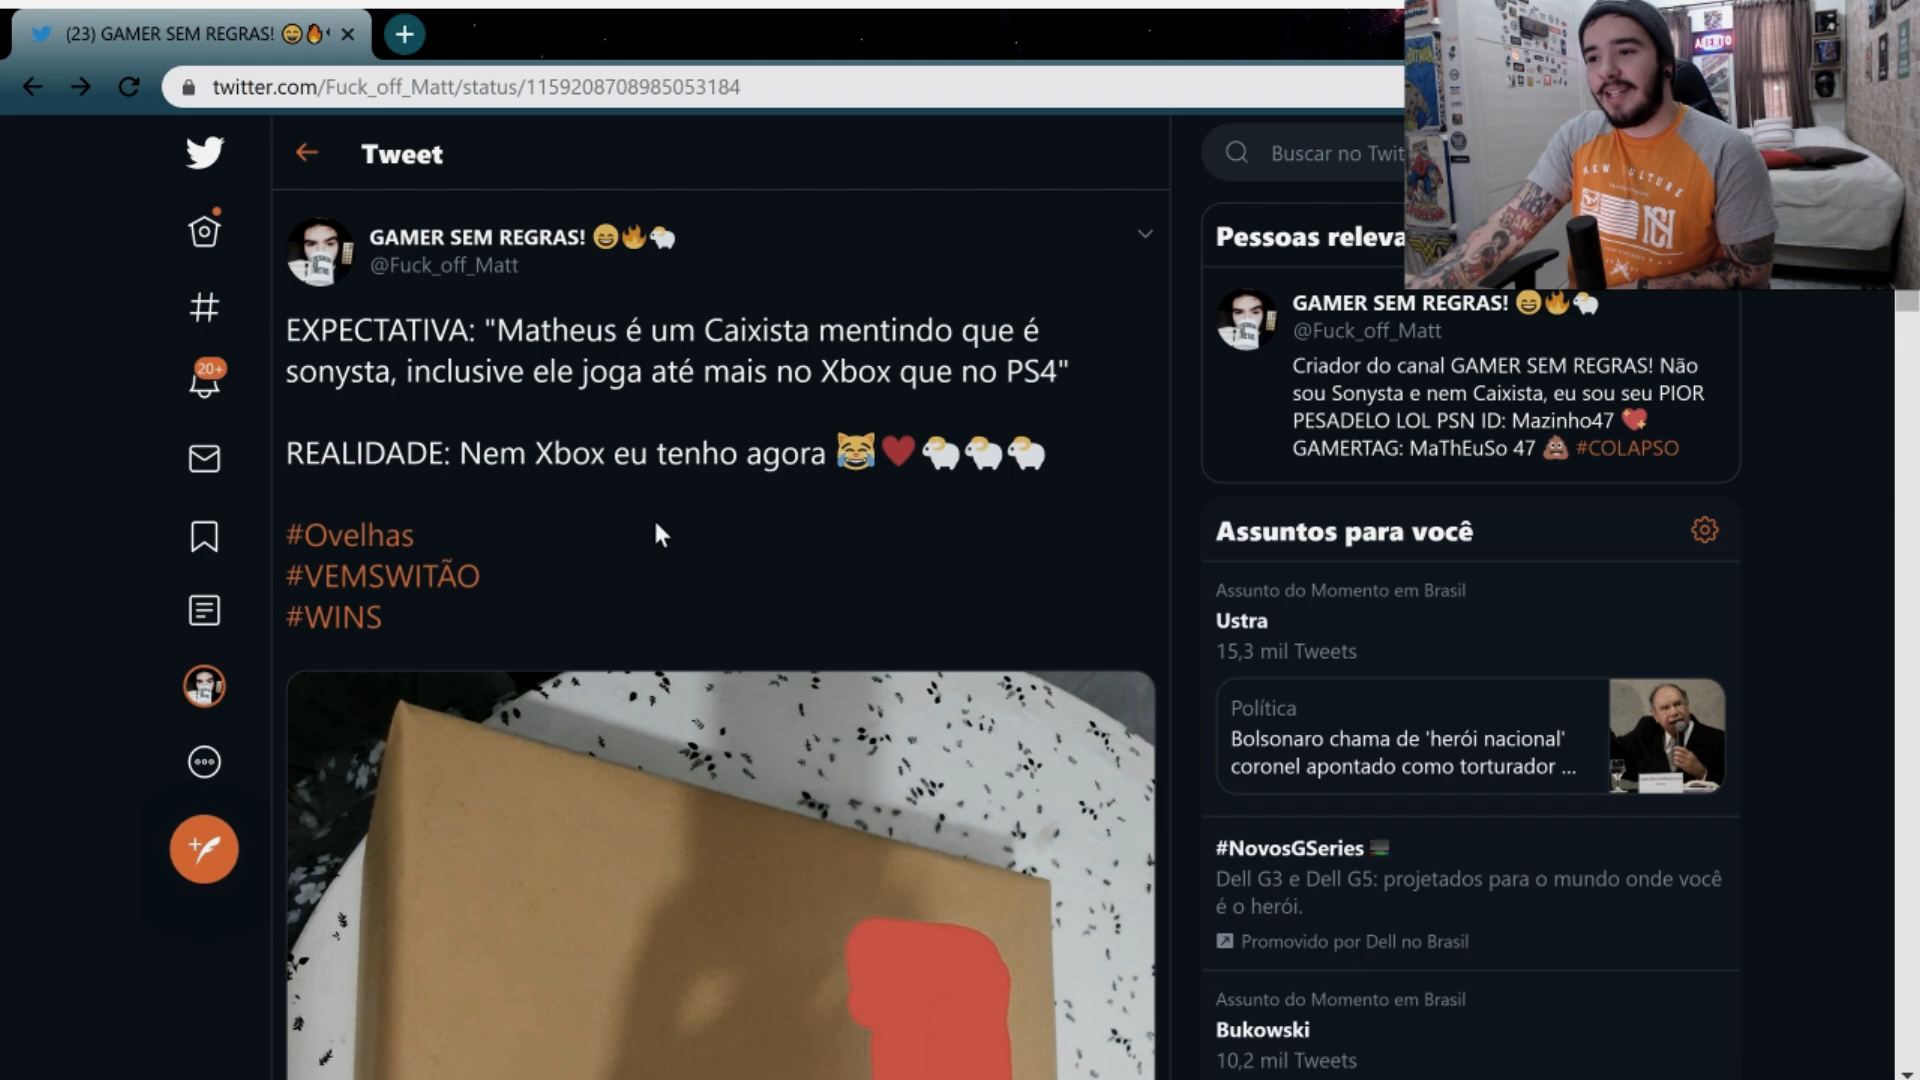 (23) GAMER SEM REGRAS! 😄🔥
twitter.com/Fuck_off_Matt/status/1159208708985053184
Tweet
Buscar no Twit
GAMER SEM REGRAS! 😄🔥🐑
@Fuck_off_Matt
20+
EXPECTATIVA: "Matheus é um Caixista mentindo que é
sonysta, inclusive ele joga até mais no Xbox que no PS4"
REALIDADE: Nem Xbox eu tenho agora 😹♥️🐑🐑🐑
#Ovelhas
#VEMSWITÃO
#WINS
Pessoas releva
GAMER SEM REGRAS! 😄🔥🐑
@Fuck_off_Matt
Criador do canal GAMER SEM REGRAS! Não
sou Sonysta e nem Caixista, eu sou seu PIOR
PESADELO LOL PSN ID: Mazinho47 💖
GAMERTAG: MaThEuSo 47 💩 #COLAPSO
Assuntos para você
Assunto do Momento em Brasil
Ustra
15,3 mil Tweets
Política
Bolsonaro chama de 'herói nacional'
coronel apontado como torturador ...
#NovosGSeries
Dell G3 e Dell G5: projetados para o mundo onde você
é o herói.
Promovido por Dell no Brasil
Assunto do Momento em Brasil
Bukowski
10,2 mil Tweets
ABERTO
NEW CULTURE